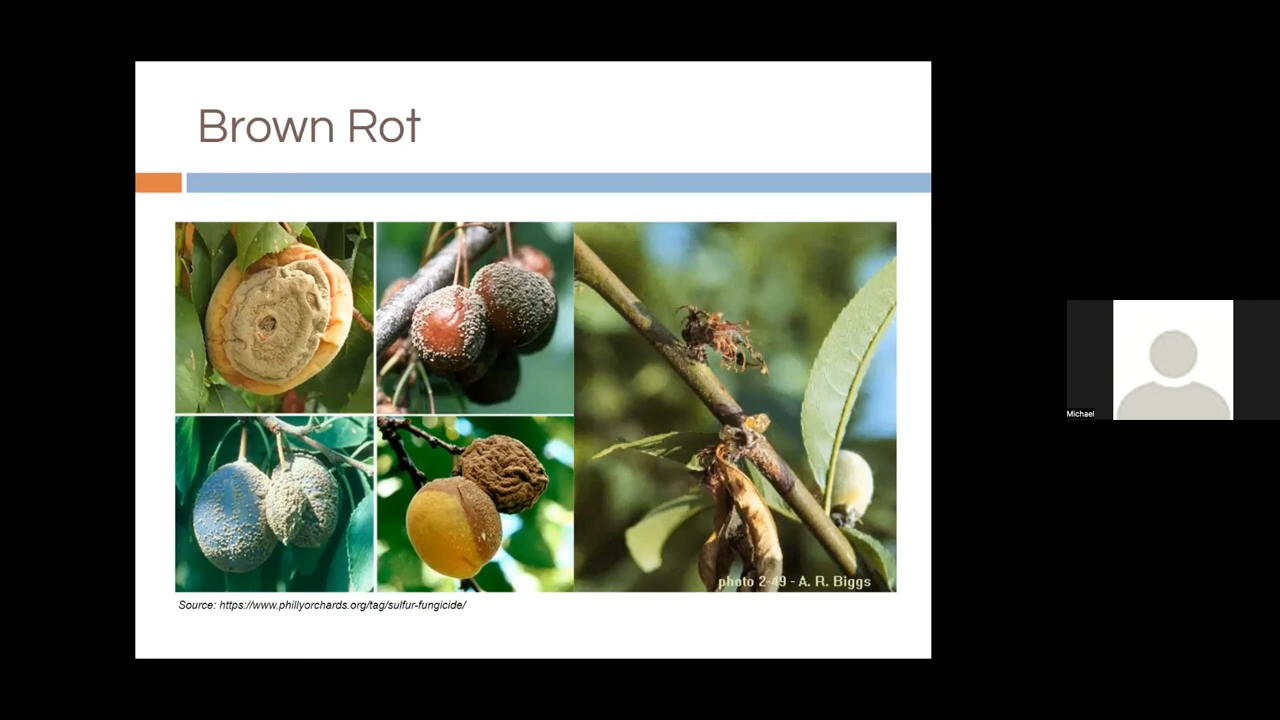 Brown Rot
photo 2-49 - A. R. Biggs
Source: https://www.phillyorchards.org/tag/sulfur-fungicide/
Michael